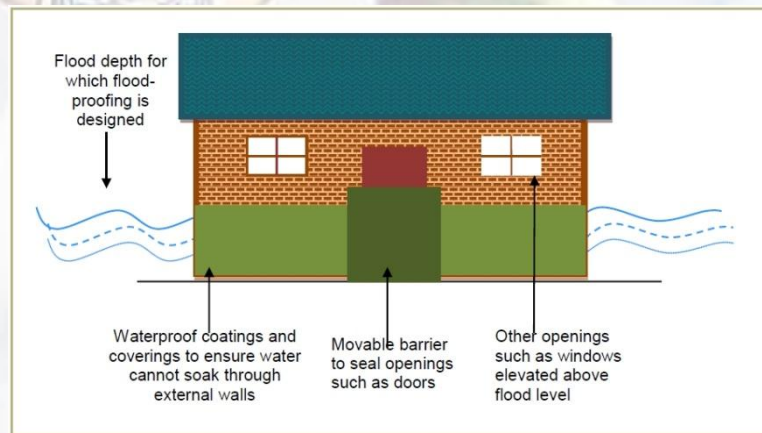 Flood depth for
which flood-
proofing is
designed
Waterproof coatings and
coverings to ensure water
cannot soak through
external walls
Movable barrier
to seal openings
such as doors
Other openings
such as windows
elevated above
flood level